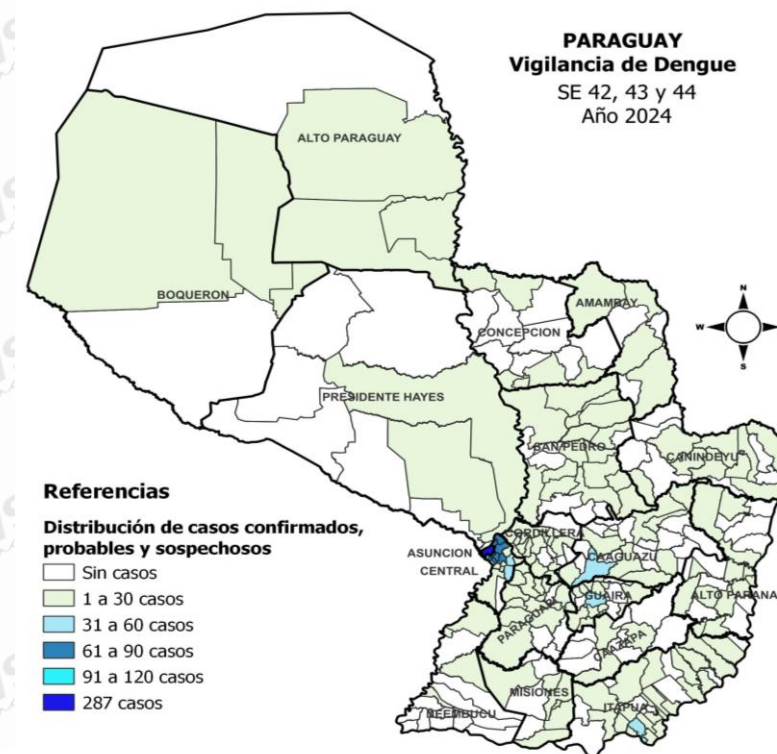 PARAGUAY
Vigilancia de Dengue
SE 42, 43 y 44
Año 2024
ALTO PARAGUAY
BOQUERON
AMAMBAY
CONCEPCION
N
W
S
PRESIDENTE HAYES
SAN PEDRO
CANINDEYU
CORDILLERA
ASUNCION
CENTRAL
CAAGUAZU
GUAIRA
ALTO PARANA
PARAGUARI
CAAZAPA
MISIONES
ITAPUA
ÑEEMBUCU
Referencias
Distribución de casos confirmados,
probables y sospechosos
Sin casos
1 a 30 casos
31 a 60 casos
61 a 90 casos
91 a 120 casos
287 casos